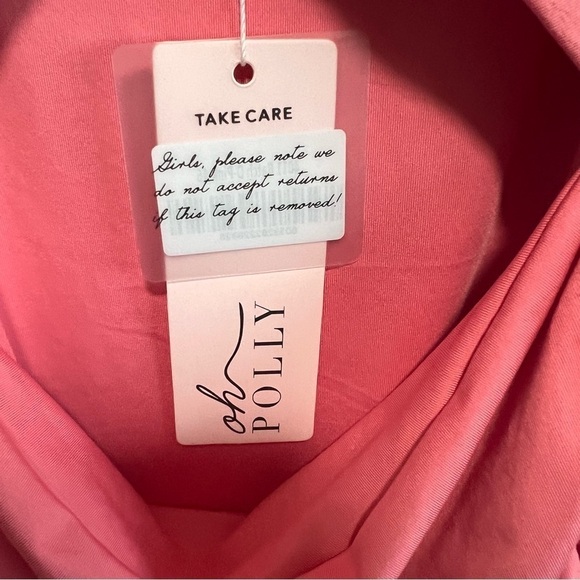 TAKE CARE
Girls, please note we
do not accept returns
if this tag is removed!
oh
POLLY